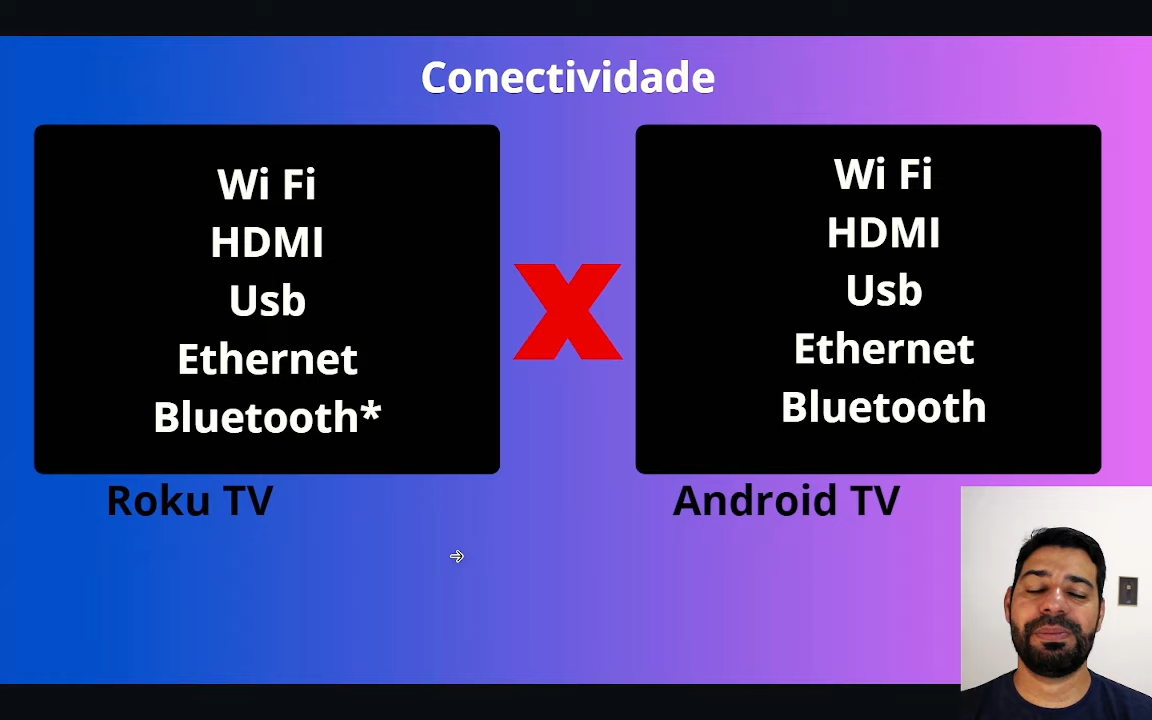 Conectividade
Wi Fi
HDMI
Usb
Ethernet
Bluetooth*
Roku TV
X
Wi Fi
HDMI
Usb
Ethernet
Bluetooth
Android TV